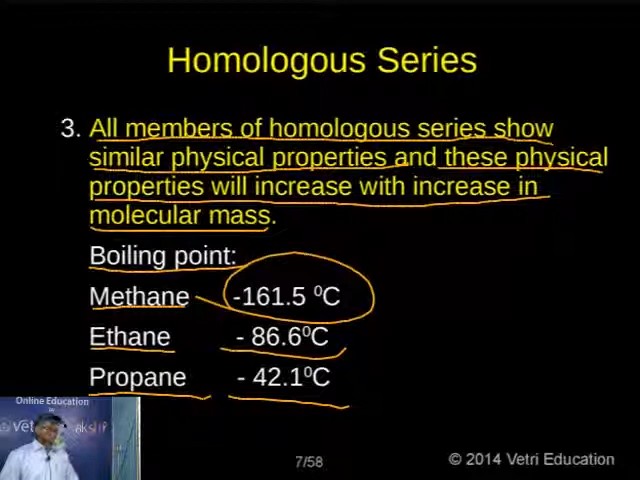 Homologous Series
3. All members of homologous series show
similar physical properties and these physical
properties will increase with increase in
molecular mass.
Boiling point:
Methane -161.5 ⁰C
Ethane - 86.6⁰C
Propane - 42.1⁰C
Online Education
7/58
© 2014 Vetri Education